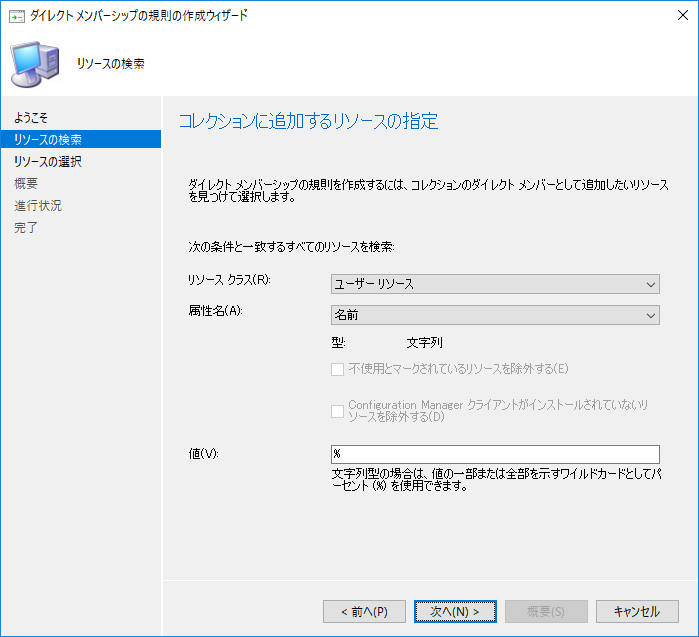 ダイレクト メンバーシップの規則の作成ウィザード
リソースの検索
ようこそ
リソースの検索
リソースの選択
概要
進行状況
完了
コレクションに追加するリソースの指定
ダイレクト メンバーシップの規則を作成するには、コレクションのダイレクト メンバーとして追加したいリソース
を見つけて選択します。
次の条件と一致するすべてのリソースを検索:
リソース クラス(R): ユーザー リソース
属性名(A): 名前
型: 文字列
不使用とマークされているリソースを除外する(E)
Configuration Manager クライアントがインストールされていないリ
ソースを除外する(D)
値(V): %
文字列型の場合は、値の一部または全部を示すワイルドカードとしてパ
ーセント (%) を使用できます。
< 前へ(P) 次へ(N) > 概要(S) キャンセル